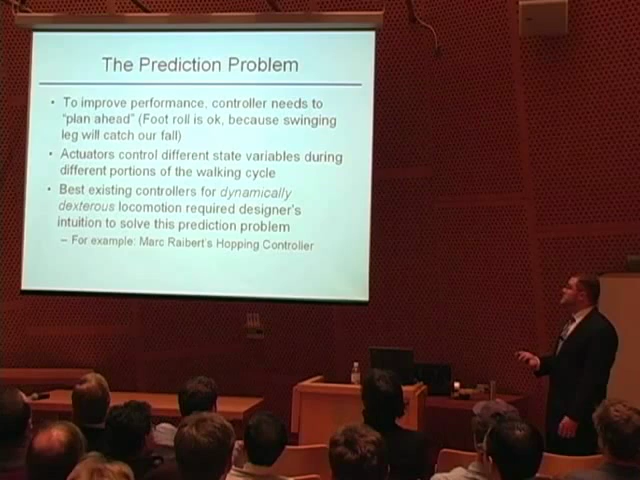 The Prediction Problem
• To improve performance, controller needs to
"plan ahead" (Foot roll is ok, because swinging
leg will catch our fall)
• Actuators control different state variables during
different portions of the walking cycle
• Best existing controllers for dynamically
dexterous locomotion required designer's
intuition to solve this prediction problem
– For example: Marc Raibert's Hopping Controller